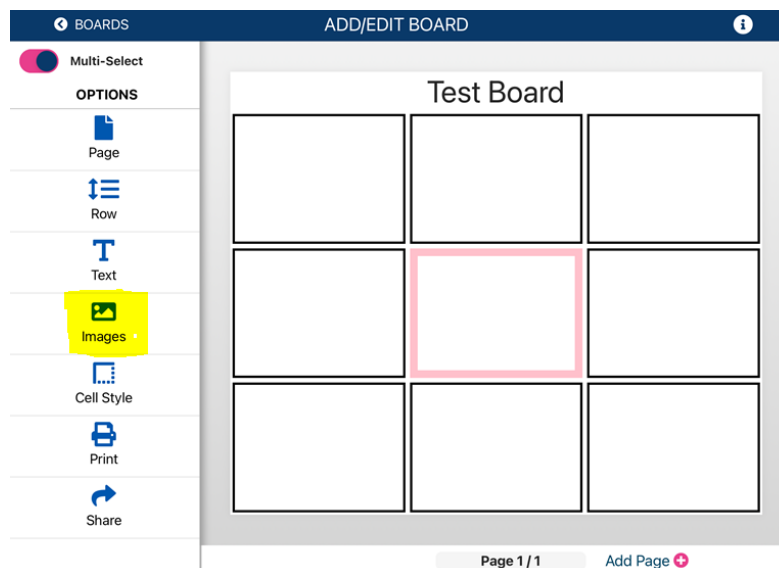 BOARDS
ADD/EDIT BOARD
Multi-Select
OPTIONS
Page
Row
Text
Images
Cell Style
Print
Share
Test Board
Page 1 / 1
Add Page